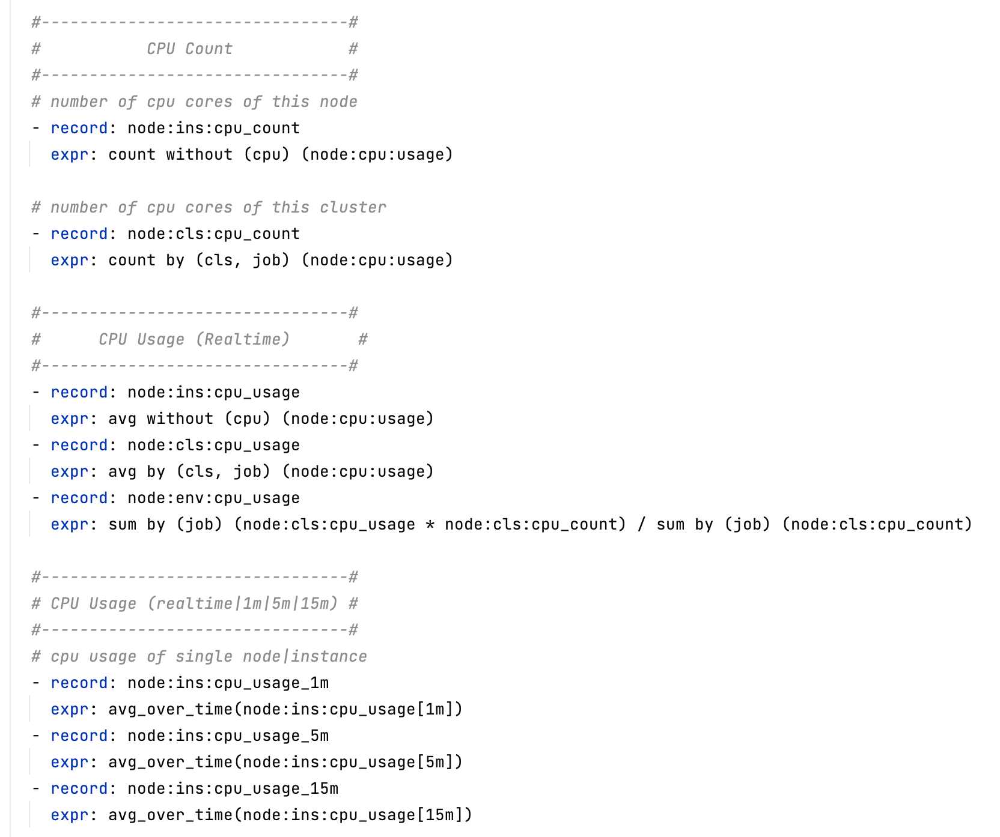 #--------------------------------#
#           CPU Count            #
#--------------------------------#
# number of cpu cores of this node
- record: node:ins:cpu_count
  expr: count without (cpu) (node:cpu:usage)

# number of cpu cores of this cluster
- record: node:cls:cpu_count
  expr: count by (cls, job) (node:cpu:usage)

#--------------------------------#
#      CPU Usage (Realtime)       #
#--------------------------------#
- record: node:ins:cpu_usage
  expr: avg without (cpu) (node:cpu:usage)
- record: node:cls:cpu_usage
  expr: avg by (cls, job) (node:cpu:usage)
- record: node:env:cpu_usage
  expr: sum by (job) (node:cls:cpu_usage * node:cls:cpu_count) / sum by (job) (node:cls:cpu_count)

#--------------------------------#
# CPU Usage (realtime|1m|5m|15m) #
#--------------------------------#
# cpu usage of single node|instance
- record: node:ins:cpu_usage_1m
  expr: avg_over_time(node:ins:cpu_usage[1m])
- record: node:ins:cpu_usage_5m
  expr: avg_over_time(node:ins:cpu_usage[5m])
- record: node:ins:cpu_usage_15m
  expr: avg_over_time(node:ins:cpu_usage[15m])